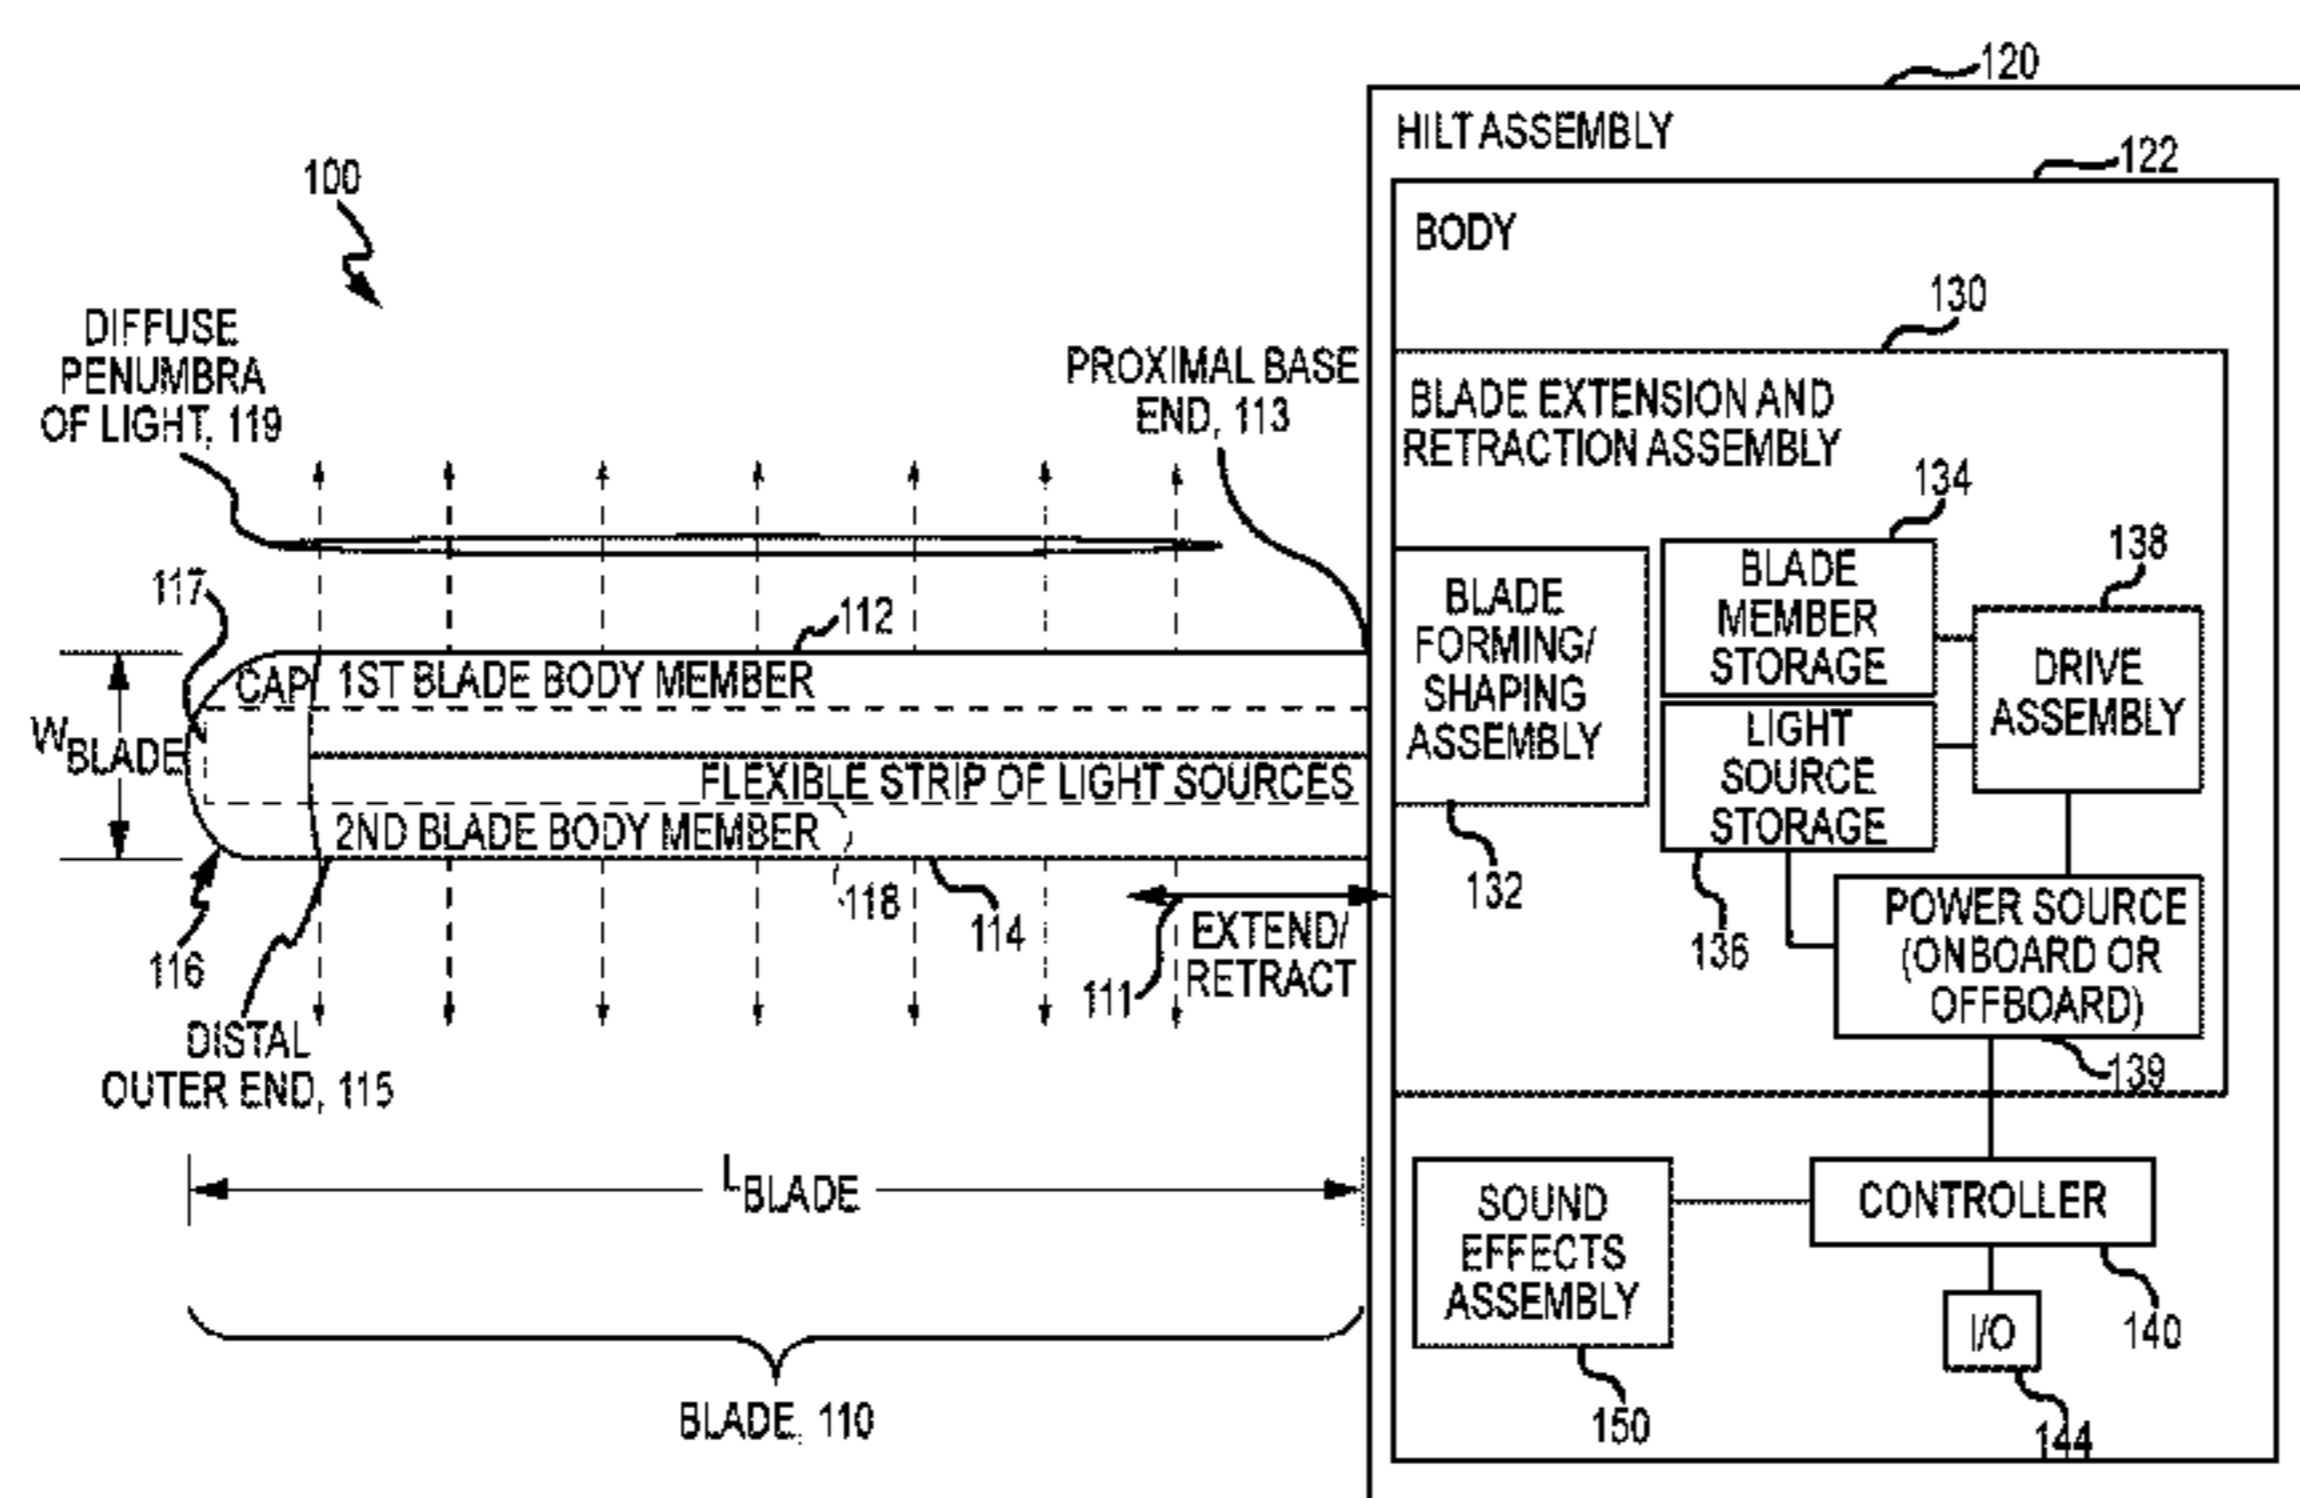 120
HILT ASSEMBLY
122
100
BODY
130
DIFFUSE
PENUMBRA
OF LIGHT, 119
PROXIMAL BASE
END, 113
BLADE EXTENSION AND
RETRACTION ASSEMBLY
134
138
117
112
BLADE
FORMING/
SHAPING
ASSEMBLY
BLADE
MEMBER
STORAGE
DRIVE
ASSEMBLY
CAP
1ST BLADE BODY MEMBER
WBLADE
LIGHT
SOURCE
STORAGE
FLEXIBLE STRIP OF LIGHT SOURCES
2ND BLADE BODY MEMBER
118
114
132
136
POWER SOURCE
(ONBOARD OR
OFFBOARD)
116
111
EXTEND/
RETRACT
DISTAL
OUTER END, 115
139
LBLADE
SOUND
EFFECTS
ASSEMBLY
CONTROLLER
I/O
140
BLADE, 110
150
144